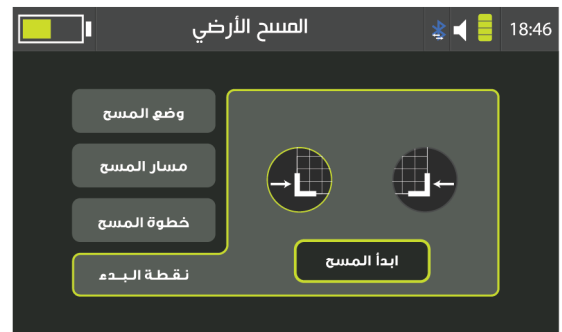 المسح الأرضي
18:46
وضع المسح
مسار المسح
خطوة المسح
نقطة البدء
ابدأ المسح